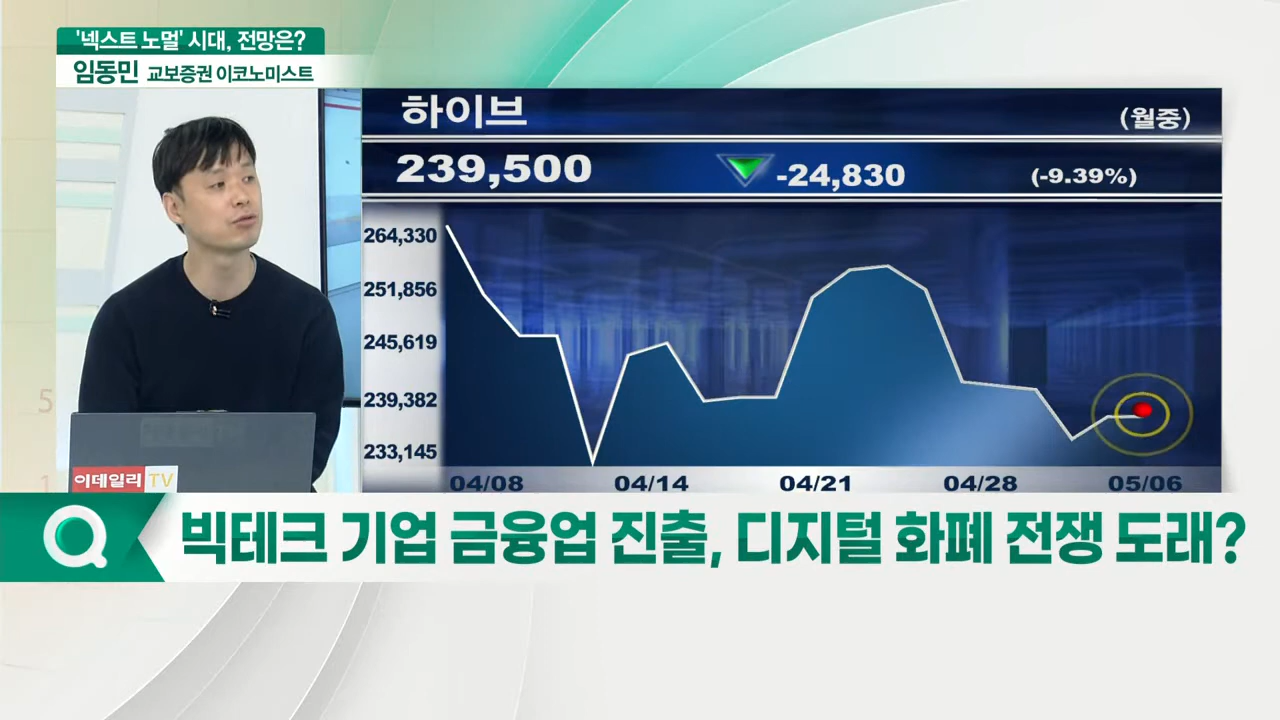 '넥스트 노멀' 시대, 전망은?
임동민 교보증권 이코노미스트
하이브
(월중)
239,500
-24,830
(-9.39%)
264,330
251,856
245,619
239,382
233,145
04/08
04/14
04/21
04/28
05/06
5
1
이데일리 TV
빅테크 기업 금융업 진출, 디지털 화폐 전쟁 도래?